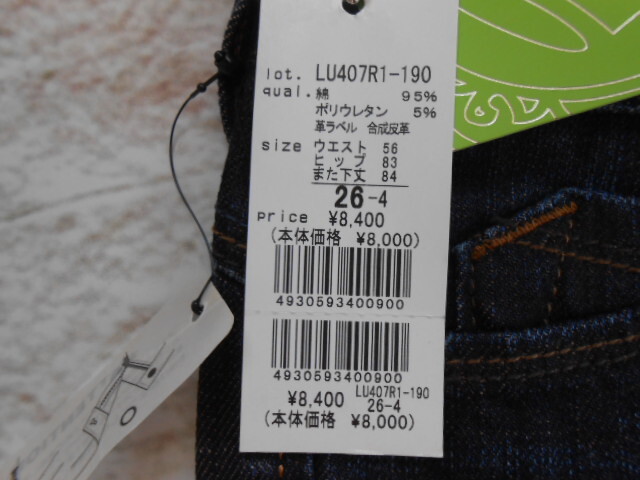 lot. LU407R1-190
qual. 綿 95%
ポリウレタン 5%
革ラベル 合成皮革
size ウエスト 56
ヒップ 83
また下丈 84
26-4
price ¥8,400
(本体価格 ¥8,000)
4930593400900
4930593400900
¥8,400 LU407R1-190
26-4
(本体価格 ¥8,000)